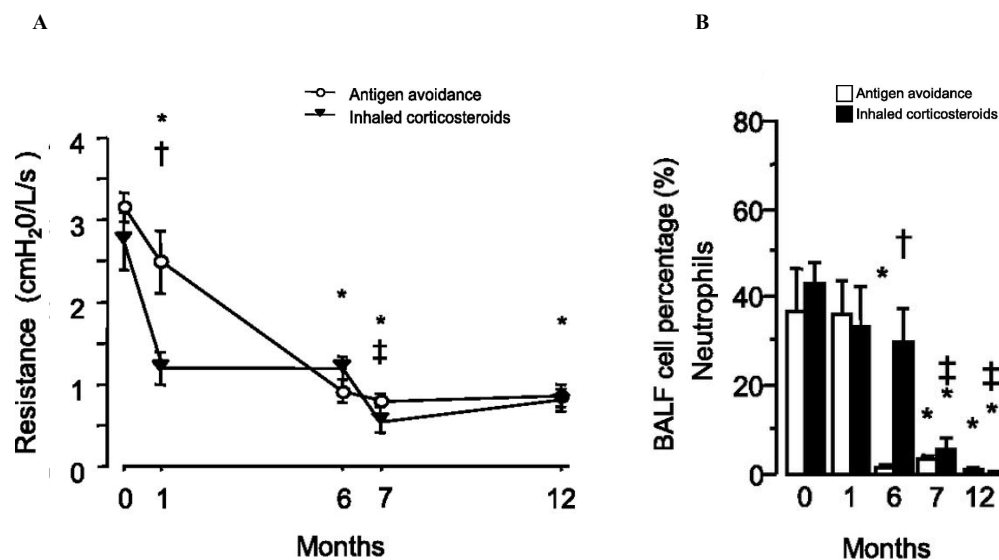 A
Antigen avoidance
Inhaled corticosteroids
Resistance (cmH₂0/L/s)
4
3
2
1
0
*
†
*
*
‡
*
0 1 6 7 12
Months
B
Antigen avoidance
Inhaled corticosteroids
BALF cell percentage (%)
Neutrophils
80
60
40
20
0
*
†
*
‡
*
*
‡
*
0 1 6 7 12
Months